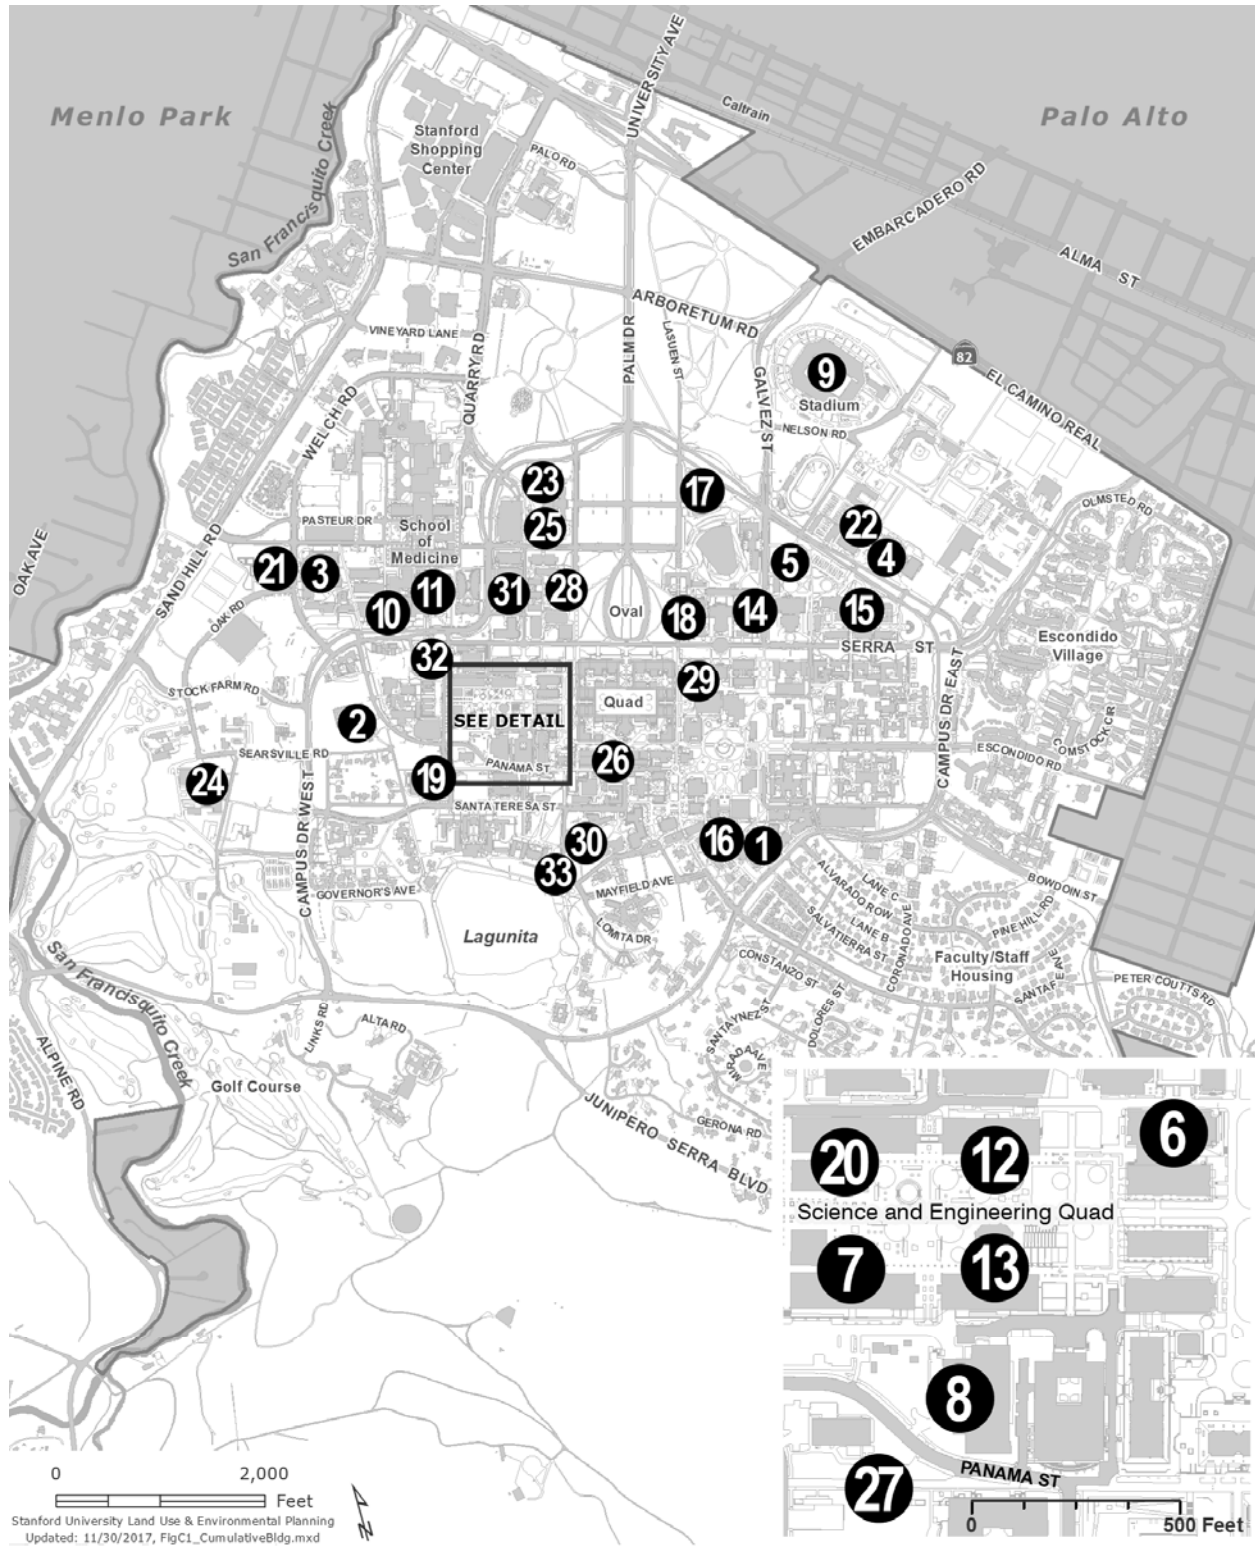 Menlo Park
Palo Alto
UNIVERSITY AVE
Caltrain
Stanford
Shopping
Center
PALO RD
San Francisquito Creek
EMBARCADERO RD
ALMA ST
ARBORETUM RD
VINEYARD LANE
QUARRY RD
PALM DR
LASUEN ST
82
EL CAMINO REAL
9
Stadium
GALVEZ ST
NELSON RD
WELCH RD
23
17
OLMSTED RD
PASTEUR DR
School
of
Medicine
25
22
OAK AVE
SAND HILL RD
21
3
5
4
10
11
31
28
Oval
18
14
15
OAK RD
SERRA ST
Escondido
Village
32
STOCK FARM RD
29
Quad
SEE DETAIL
2
CAMPUS DR EAST
COMSTOCK CR
ESCONDIDO RD
SEARSVILLE RD
PANAMA ST
26
24
19
SANTA TERESA ST
CAMPUS DR WEST
30
16
1
33
MAYFIELD AVE
GOVERNOR'S AVE
ALVARADO ROW
LANE C
BOWDOIN ST
LANE B
SALVATIERRA ST
CORONADO AVE
PINE HILL RD
Lagunita
LOMITA DR
Faculty/Staff
Housing
CONSTANZO ST
SANTA FE AVE
PETER COUTTS RD
San Francisquito Creek
LINKS RD
ALTA RD
SANTA YNEZ ST
DOLORES ST
MIRADA AVE
ALPINE RD
Golf Course
JUNIPERO SERRA BLVD
GERONA RD
6
20
12
Science and Engineering Quad
7
13
8
PANAMA ST
27
0 500 Feet
0 2,000
Feet
N
Stanford University Land Use & Environmental Planning
Updated: 11/30/2017, FigC1_CumulativeBldg.mxd